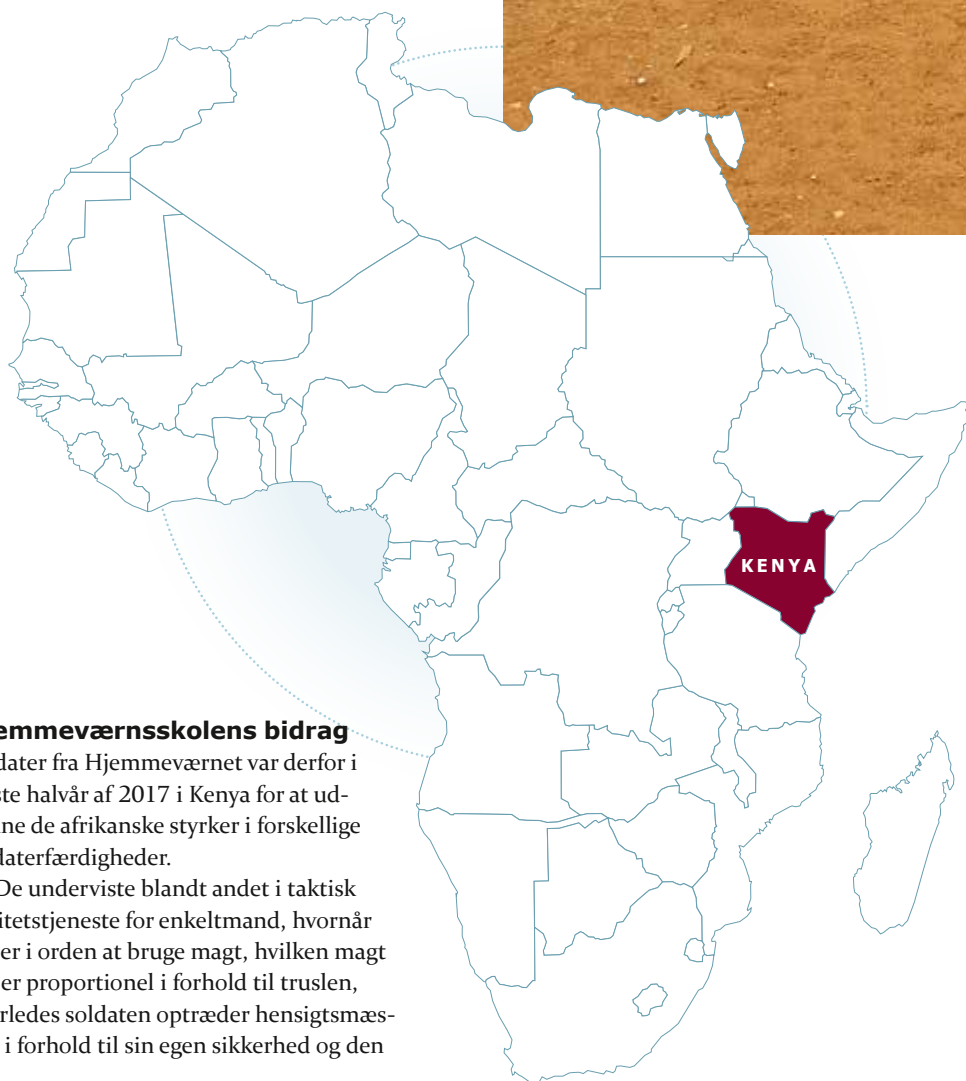 KENYA
emmeværnsskolens bidrag
dater fra Hjemmeværnet var derfor i
ste halvår af 2017 i Kenya for at ud-
ne de afrikanske styrker i forskellige
daterfærdigheder.
De underviste blandt andet i taktisk
itetstjeneste for enkeltmand, hvornår
er i orden at bruge magt, hvilken magt
er proportionel i forhold til truslen,
rledes soldaten optræder hensigtsmæs-
i forhold til sin egen sikkerhed og den